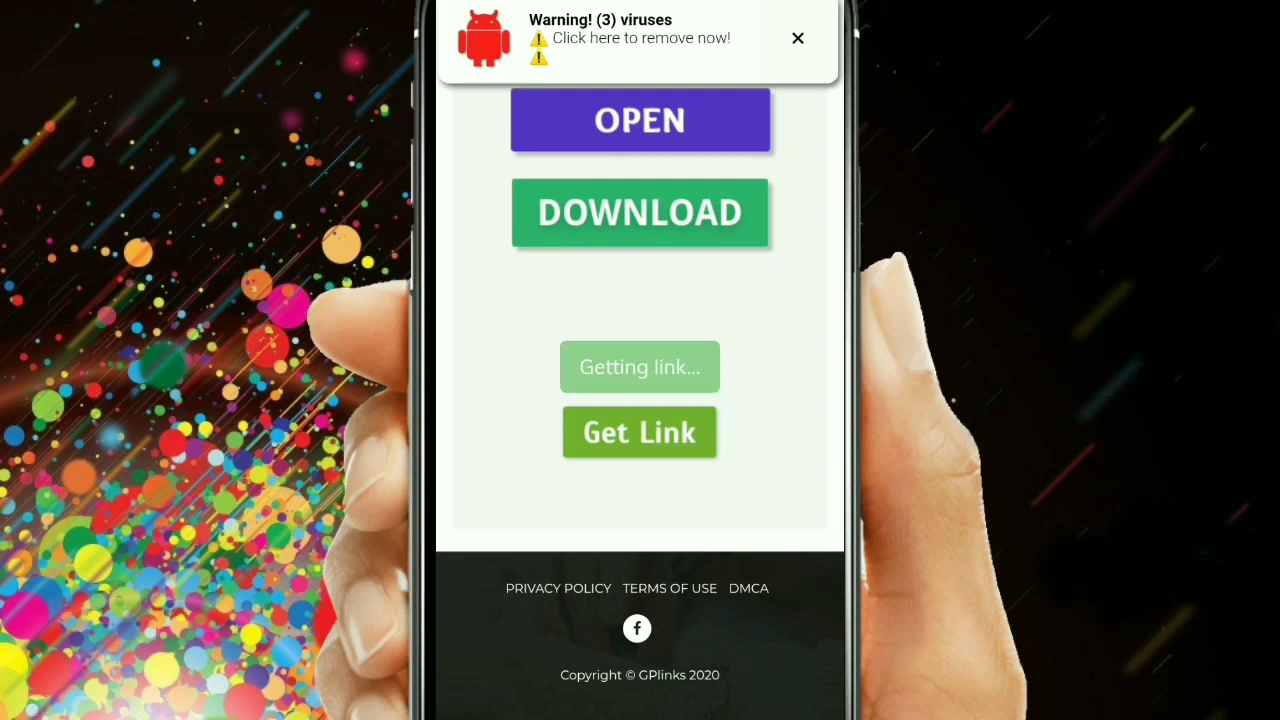 Warning! (3) viruses
⚠️ Click here to remove now!
⚠️
OPEN
DOWNLOAD
Getting link...
Get Link
PRIVACY POLICY TERMS OF USE DMCA
f
Copyright © GPlinks 2020